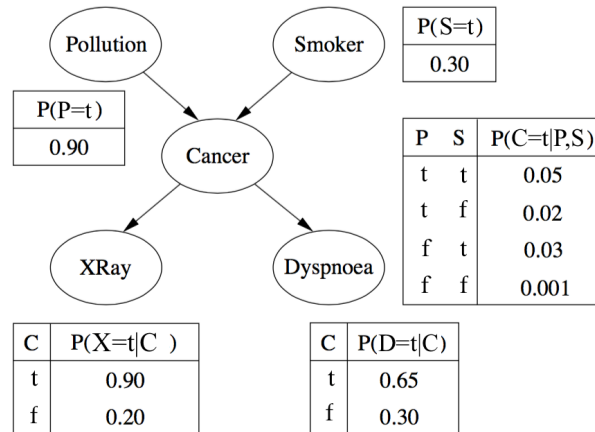 Pollution
Smoker
P(S=t)
0.30
P(P=t)
0.90
Cancer
P S P(C=t|P,S)
t t 0.05
t f 0.02
f t 0.03
f f 0.001
XRay
Dyspnoea
C P(X=t|C )
t 0.90
f 0.20
C P(D=t|C)
t 0.65
f 0.30